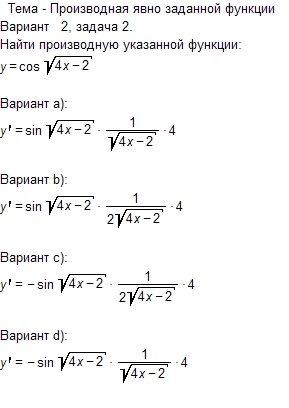 Тема - Производная явно заданной функции
Вариант 2, задача 2.
Найти производную указанной функции:
y = cos √(4x − 2)
Вариант a):
y' = sin √(4x − 2) · 1/√(4x − 2) · 4
Вариант b):
y' = sin √(4x − 2) · 1/(2√(4x − 2)) · 4
Вариант c):
y' = − sin √(4x − 2) · 1/(2√(4x − 2)) · 4
Вариант d):
y' = − sin √(4x − 2) · 1/√(4x − 2) · 4